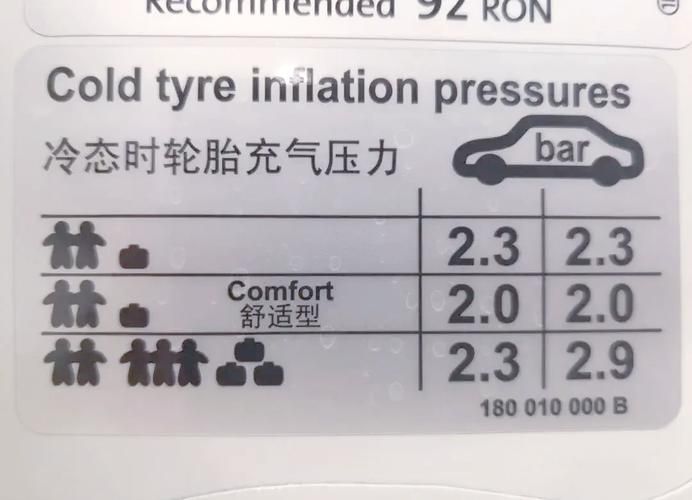 Recommended 92 RON
Cold tyre inflation pressures
冷态时轮胎充气压力 bar
2.3 2.3
Comfort
舒适型 2.0 2.0
2.3 2.9
180 010 000 B